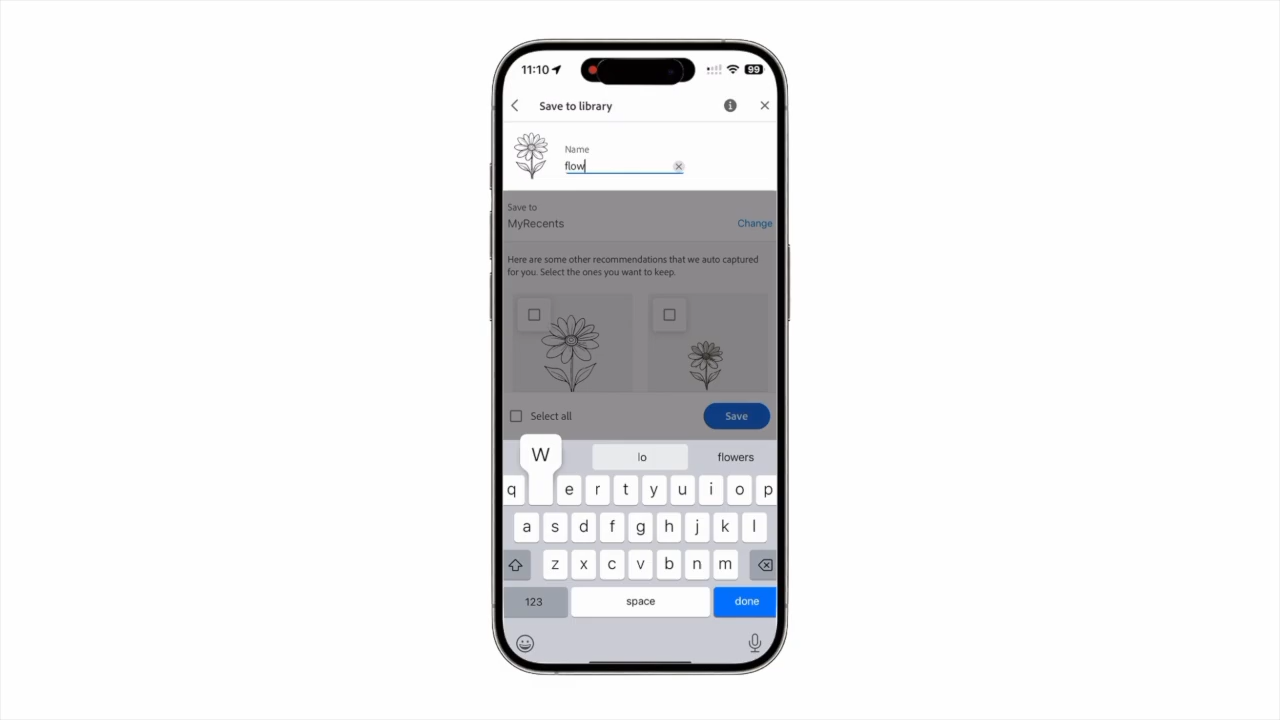 11:10
99
Save to library
Name
flow
Save to
MyRecents
Change
Here are some other recommendations that we auto captured
for you. Select the ones you want to keep.
Select all
Save
W
lo
flowers
q e r t y u i o p
a s d f g h j k l
z x c v b n m
123
space
done